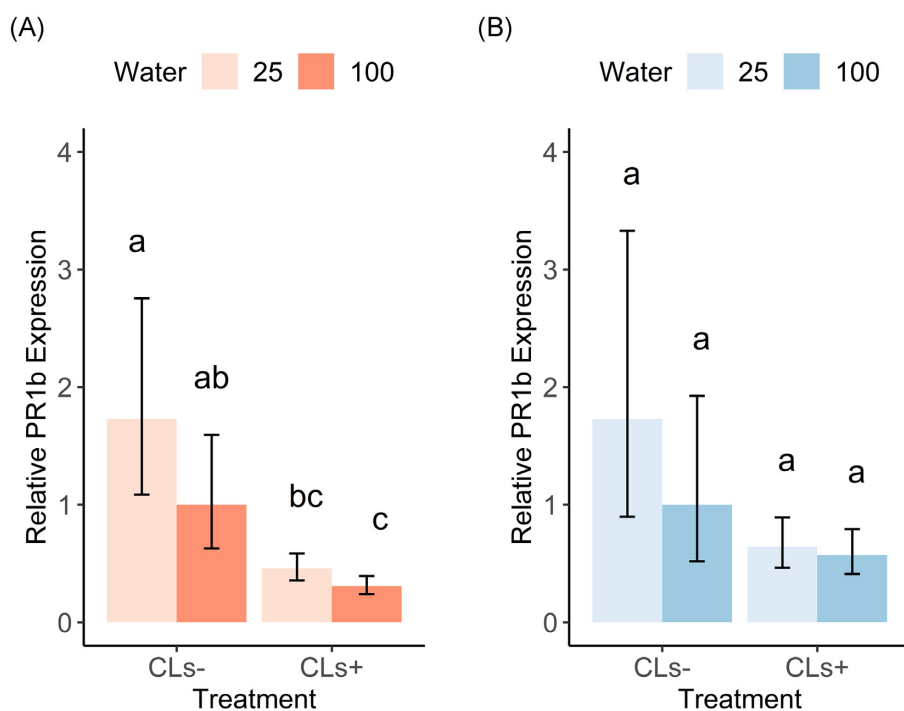 (A)
Water 25 100
Relative PR1b Expression
4
3
2
1
0
a
ab
bc
c
CLs- CLs+
Treatment
(B)
Water 25 100
Relative PR1b Expression
4
3
2
1
0
a
a
a
a
CLs- CLs+
Treatment